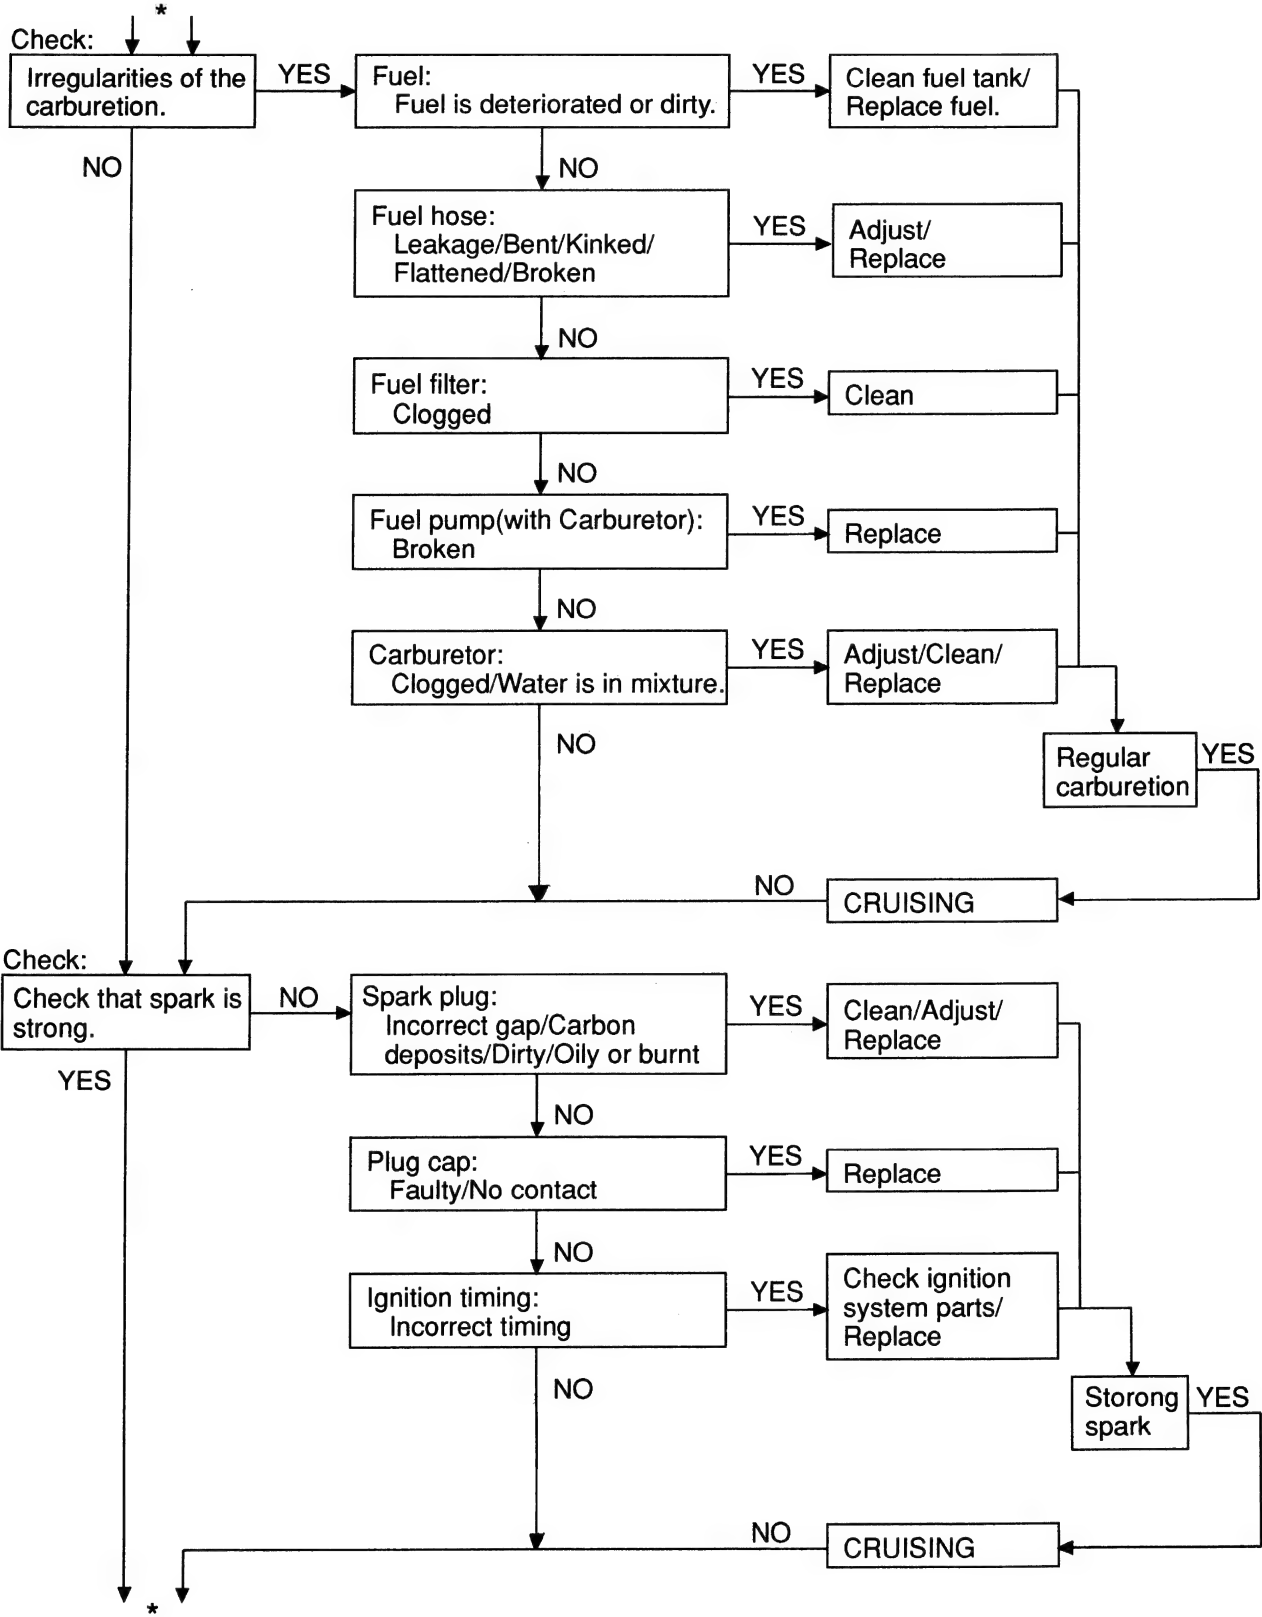 *
Check:
Irregularities of the
carburetion.
YES
Fuel:
Fuel is deteriorated or dirty.
YES
Clean fuel tank/
Replace fuel.
NO
NO
Fuel hose:
Leakage/Bent/Kinked/
Flattened/Broken
YES
Adjust/
Replace
NO
Fuel filter:
Clogged
YES
Clean
NO
Fuel pump(with Carburetor):
Broken
YES
Replace
NO
Carburetor:
Clogged/Water is in mixture.
YES
Adjust/Clean/
Replace
NO
Regular
carburetion
YES
NO
CRUISING
Check:
Check that spark is
strong.
NO
Spark plug:
Incorrect gap/Carbon
deposits/Dirty/Oily or burnt
YES
Clean/Adjust/
Replace
YES
NO
Plug cap:
Faulty/No contact
YES
Replace
NO
Ignition timing:
Incorrect timing
YES
Check ignition
system parts/
Replace
NO
Storong
spark
YES
NO
CRUISING
*